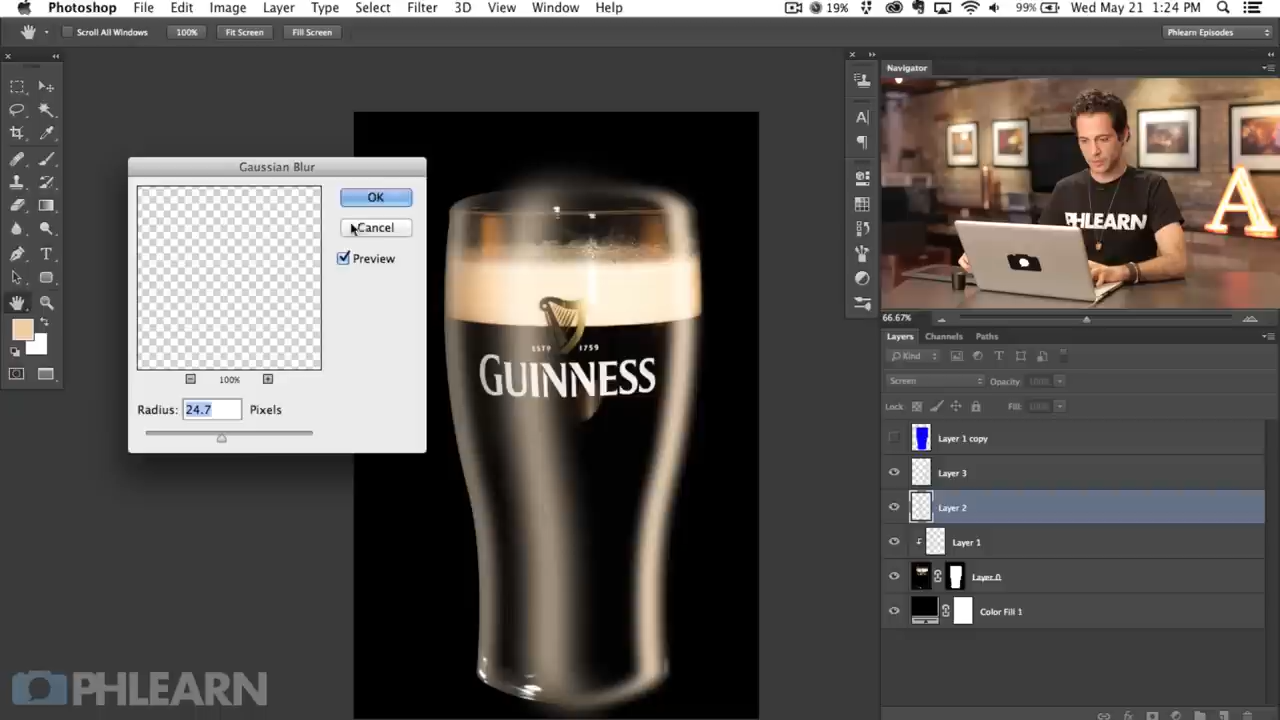 Photoshop File Edit Image Layer Type Select Filter 3D View Window Help 19% 99% Wed May 21 1:24 PM
Scroll All Windows 100% Fit Screen Fill Screen Phlearn Episodes
Navigator
Gaussian Blur
OK
Cancel
Preview
100%
Radius: 24.7 Pixels
ESTD 1759
GUINNESS
PHLEARN
A
66.67%
Layers Channels Paths
Kind
Screen Opacity: 100%
Lock: Fill: 100%
Layer 1 copy
Layer 3
Layer 2
Layer 1
Layer 0
Color Fill 1
PHLEARN